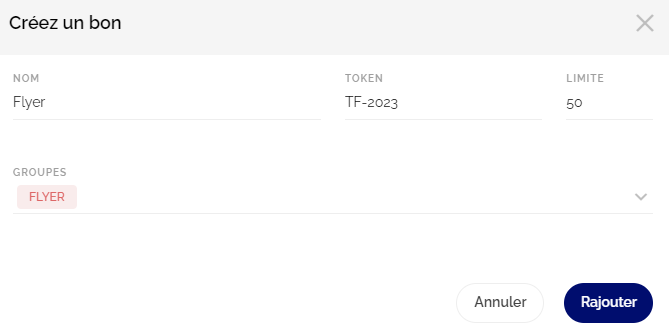 Créez un bon
NOM TOKEN LIMITE
Flyer TF-2023 50
GROUPES
FLYER
Annuler Rajouter